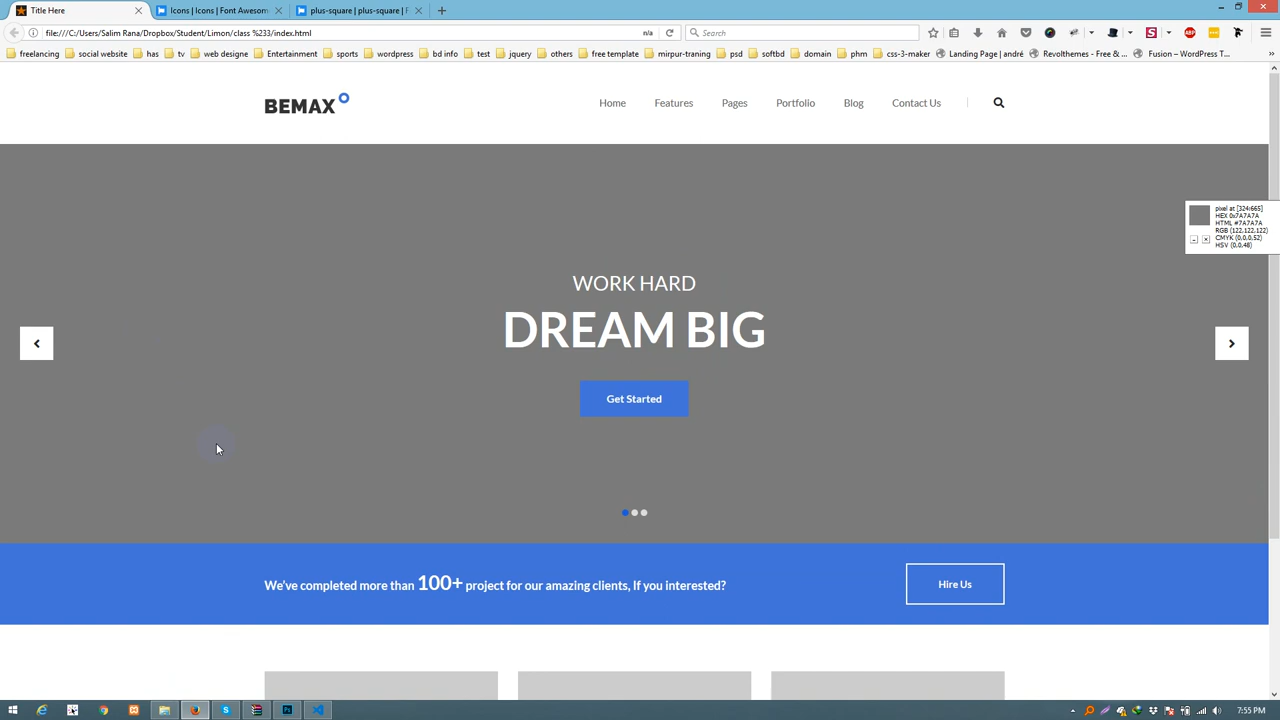 Title Here
Icons | Icons | Font Awesom
plus-square | plus-square | F
file:///C:/Users/Salim Rana/Dropbox/Student/Limon/class %233/index.html
n/a
Search
freelancing
social website
has
tv
web designe
Entertainment
sports
wordpress
bd info
test
jquery
others
free template
mirpur-traning
psd
softbd
domain
phm
css-3-maker
Landing Page | andré
Revolthemes - Free & ...
Fusion – WordPress T...
BEMAX
Home
Features
Pages
Portfolio
Blog
Contact Us
pixel at [324:665]
HEX 0x7A7A7A
HTML #7A7A7A
RGB (122,122,122)
CMYK (0,0,0,52)
HSV (0,0,48)
WORK HARD
DREAM BIG
Get Started
We've completed more than 100+ project for our amazing clients, If you interested?
Hire Us
7:55 PM